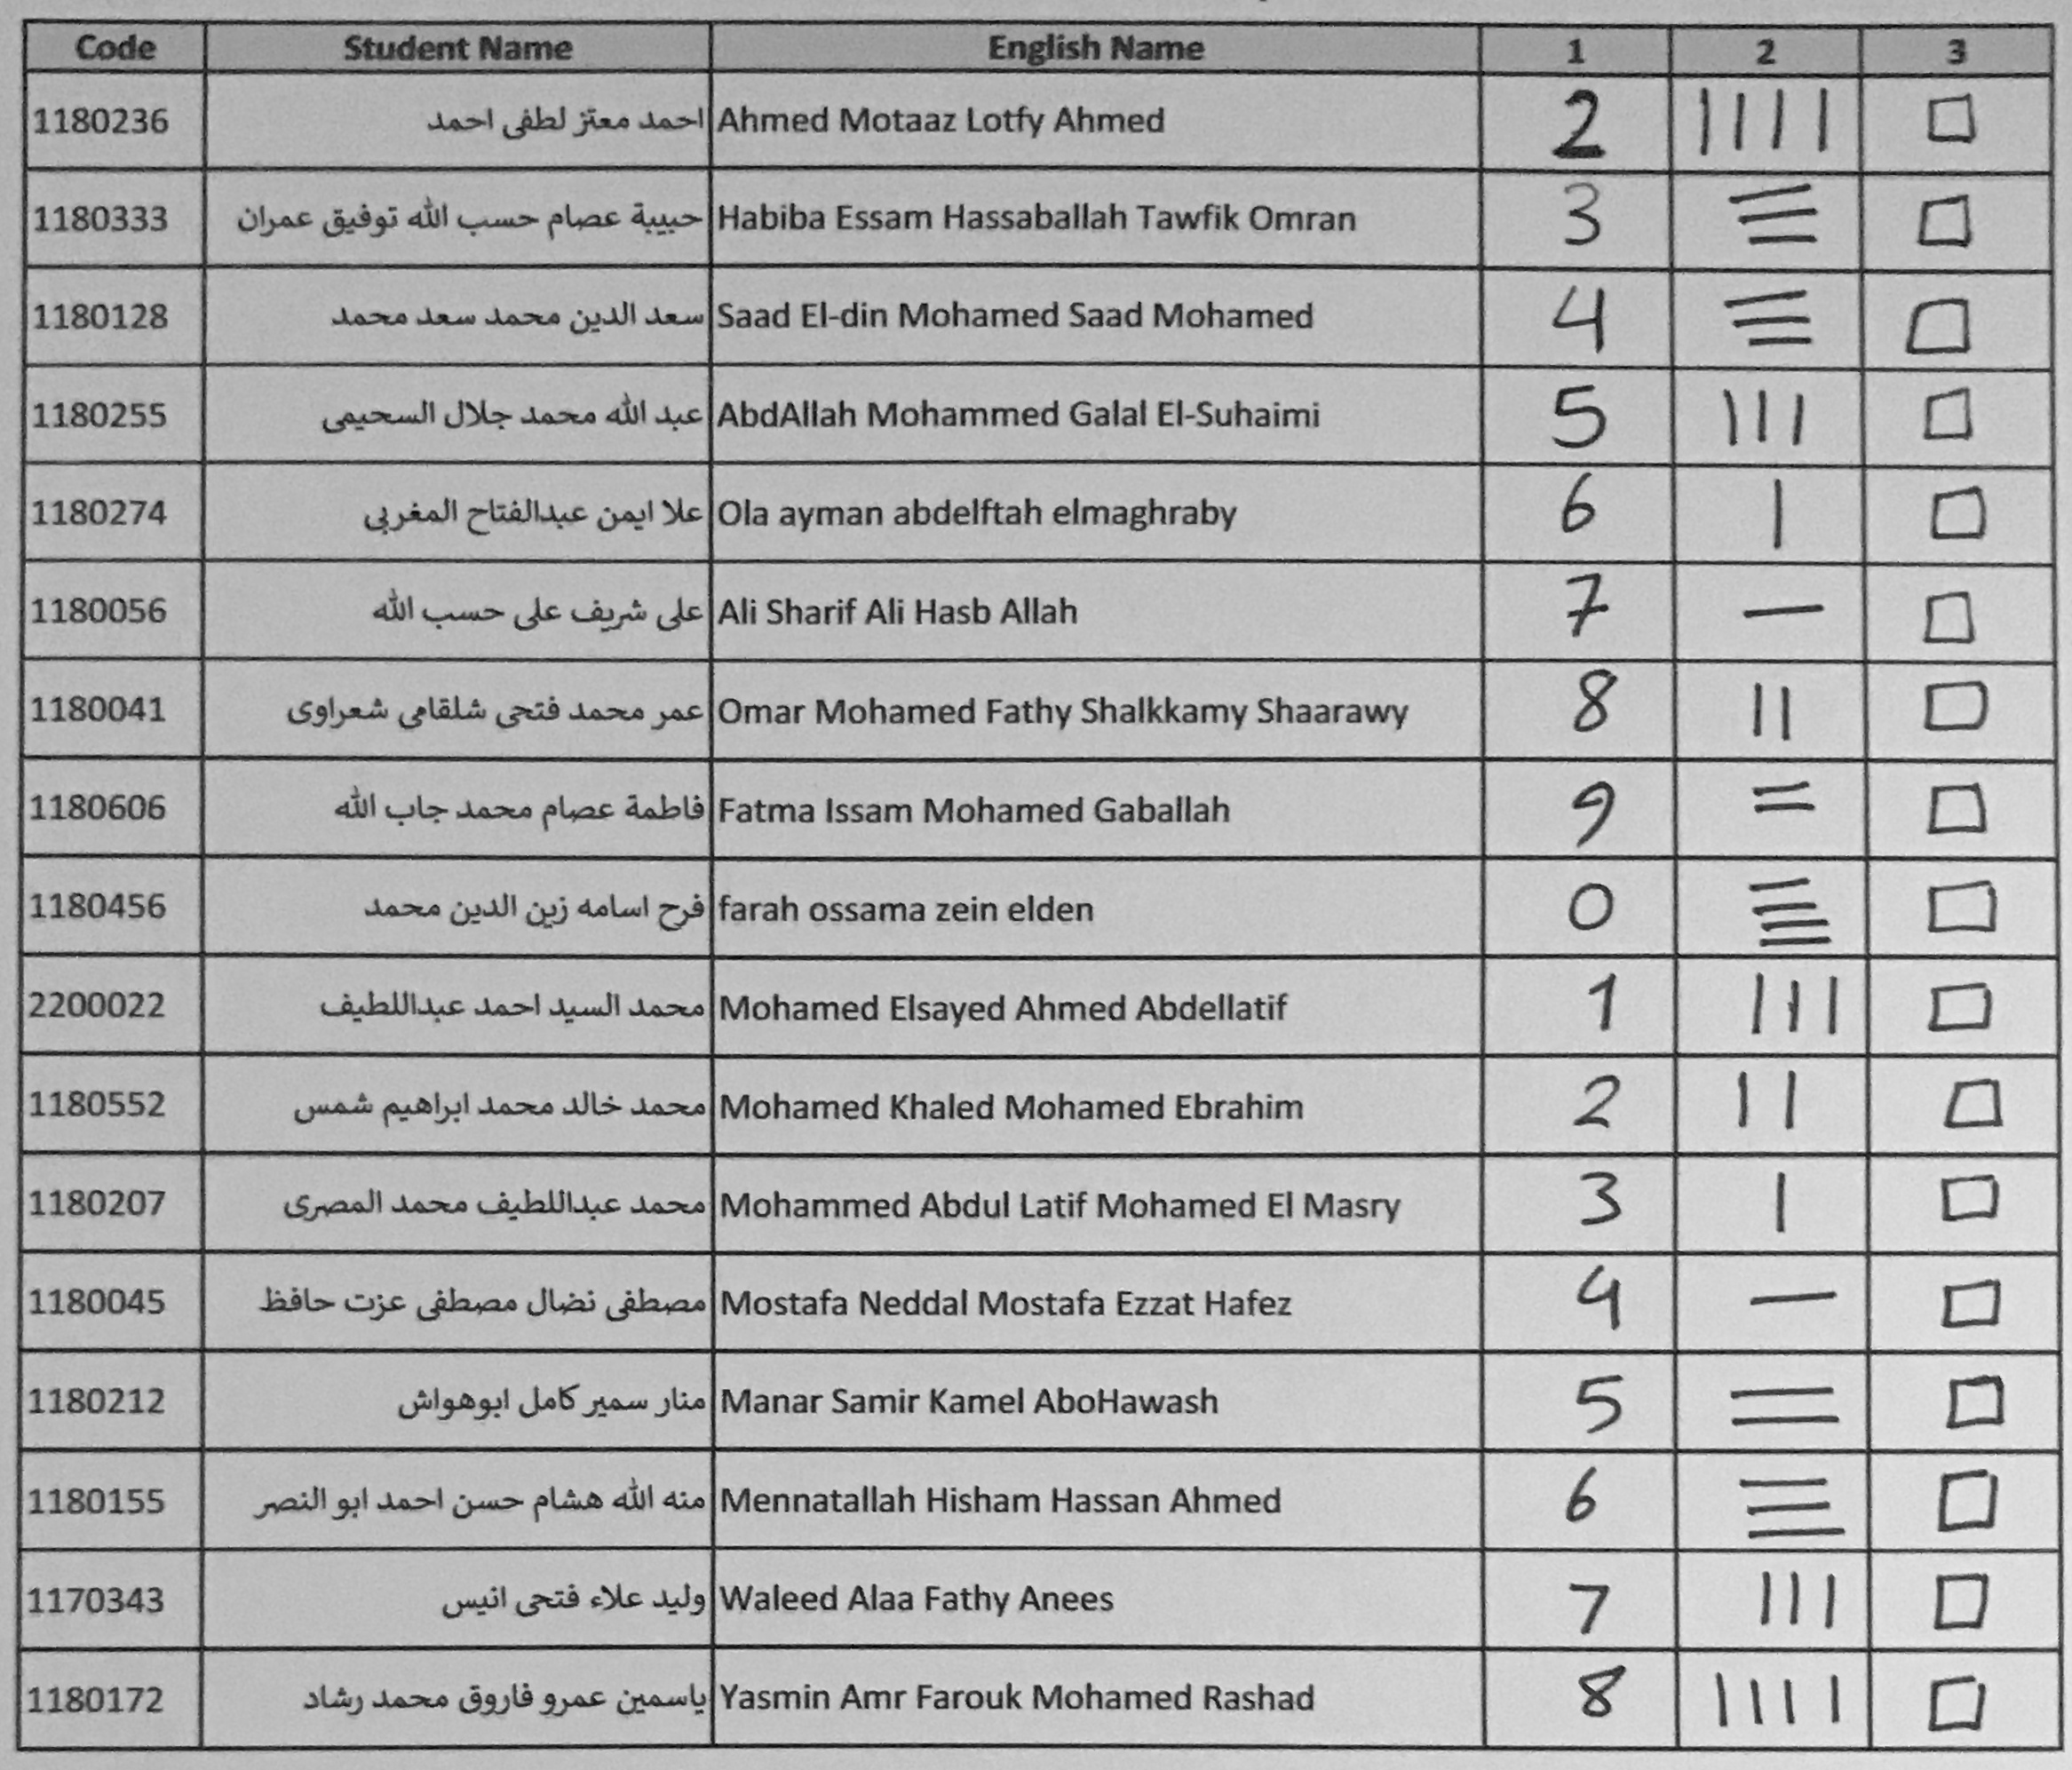 Code Student Name English Name 1 2 3
1180236 احمد معتز لطفى احمد Ahmed Motaaz Lotfy Ahmed 2 |||| □
1180333 حبيبة عصام حسب الله توفيق عمران Habiba Essam Hassaballah Tawfik Omran 3 ☰ □
1180128 سعد الدين محمد سعد محمد Saad El-din Mohamed Saad Mohamed 4 ☰ □
1180255 عبد الله محمد جلال السحيمى AbdAllah Mohammed Galal El-Suhaimi 5 ||| □
1180274 علا ايمن عبدالفتاح المغربى Ola ayman abdelftah elmaghraby 6 | □
1180056 على شريف على حسب الله Ali Sharif Ali Hasb Allah 7 — □
1180041 عمر محمد فتحى شلقامى شعراوى Omar Mohamed Fathy Shalkkamy Shaarawy 8 || □
1180606 فاطمة عصام محمد جاب الله Fatma Issam Mohamed Gaballah 9 = □
1180456 فرح اسامه زين الدين محمد farah ossama zein elden 0 𝌆 □
2200022 محمد السيد احمد عبداللطيف Mohamed Elsayed Ahmed Abdellatif 1 ||| □
1180552 محمد خالد محمد ابراهيم شمس Mohamed Khaled Mohamed Ebrahim 2 || □
1180207 محمد عبداللطيف محمد المصرى Mohammed Abdul Latif Mohamed El Masry 3 | □
1180045 مصطفى نضال مصطفى عزت حافظ Mostafa Neddal Mostafa Ezzat Hafez 4 — □
1180212 منار سمير كامل ابوهواش Manar Samir Kamel AboHawash 5 = □
1180155 منه الله هشام حسن احمد ابو النصر Mennatallah Hisham Hassan Ahmed 6 ☰ □
1170343 وليد علاء فتحى انيس Waleed Alaa Fathy Anees 7 ||| □
1180172 ياسمين عمرو فاروق محمد رشاد Yasmin Amr Farouk Mohamed Rashad 8 |||| □